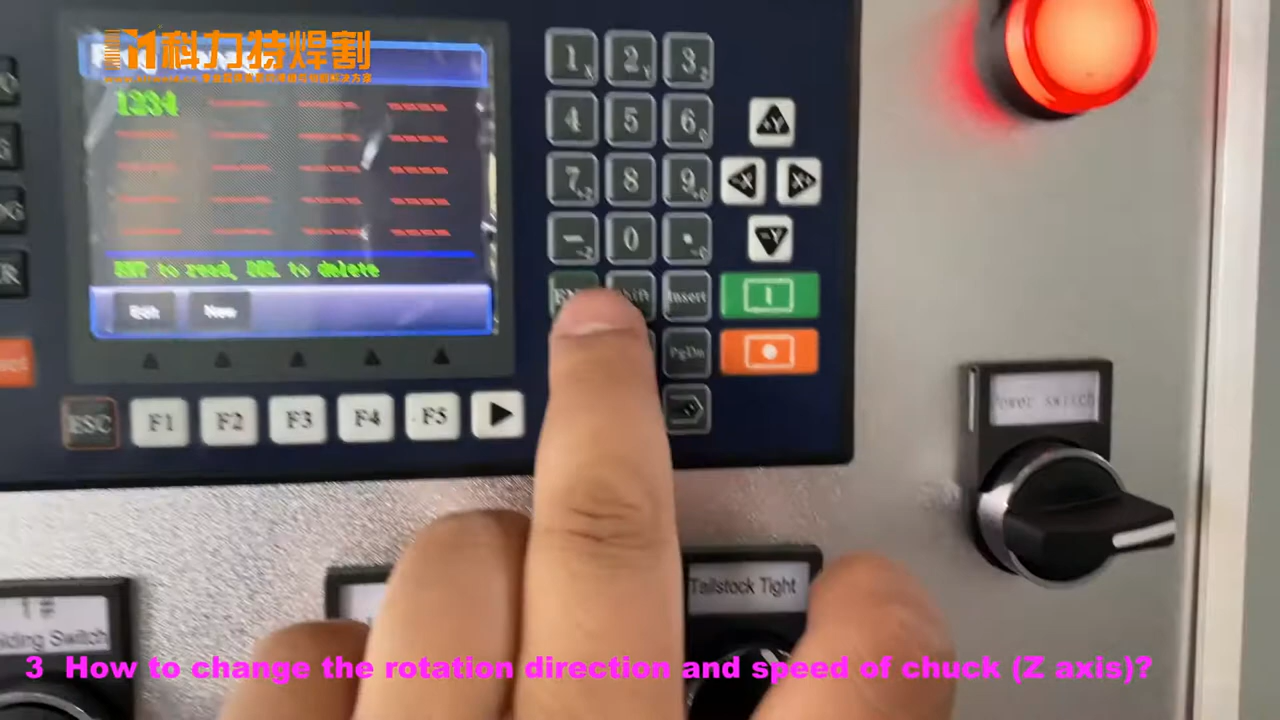 科力特焊割
1234
ENT to read, DEL to delete
Edit New
1 2 3
4 5 6
7 8 9
- 0 .
Shift Insert
PgDn
+Y
-X X+
-Y
ESC F1 F2 F3 F4 F5
Power switch
Tailstock Tight
1#
lding Switch
3 How to change the rotation direction and speed of chuck (Z axis)?